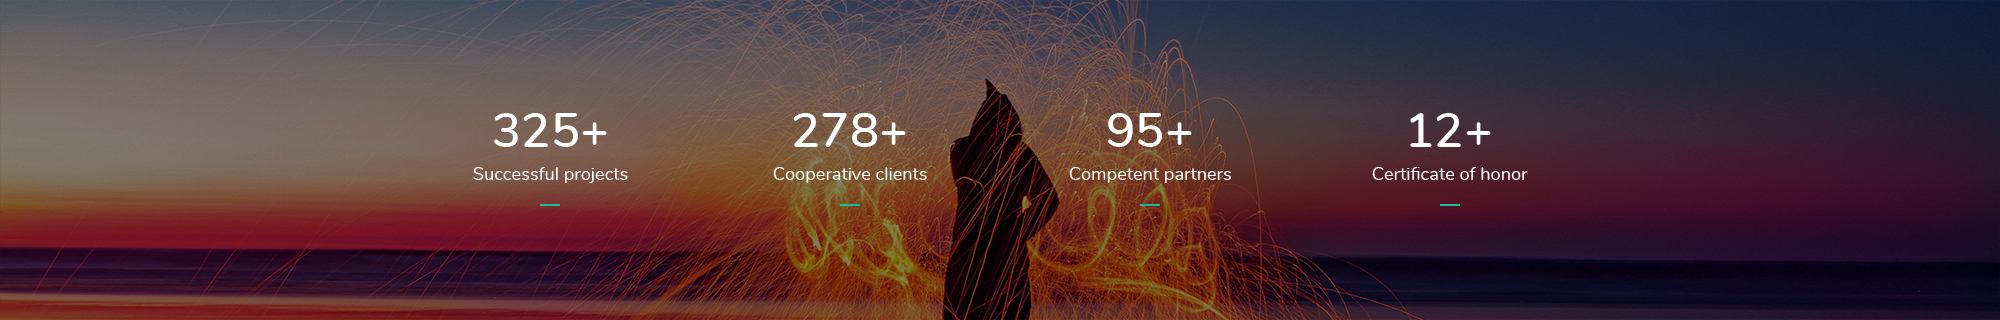 325+ 278+ 95+ 12+
Successful projects Cooperative clients Competent partners Certificate of honor